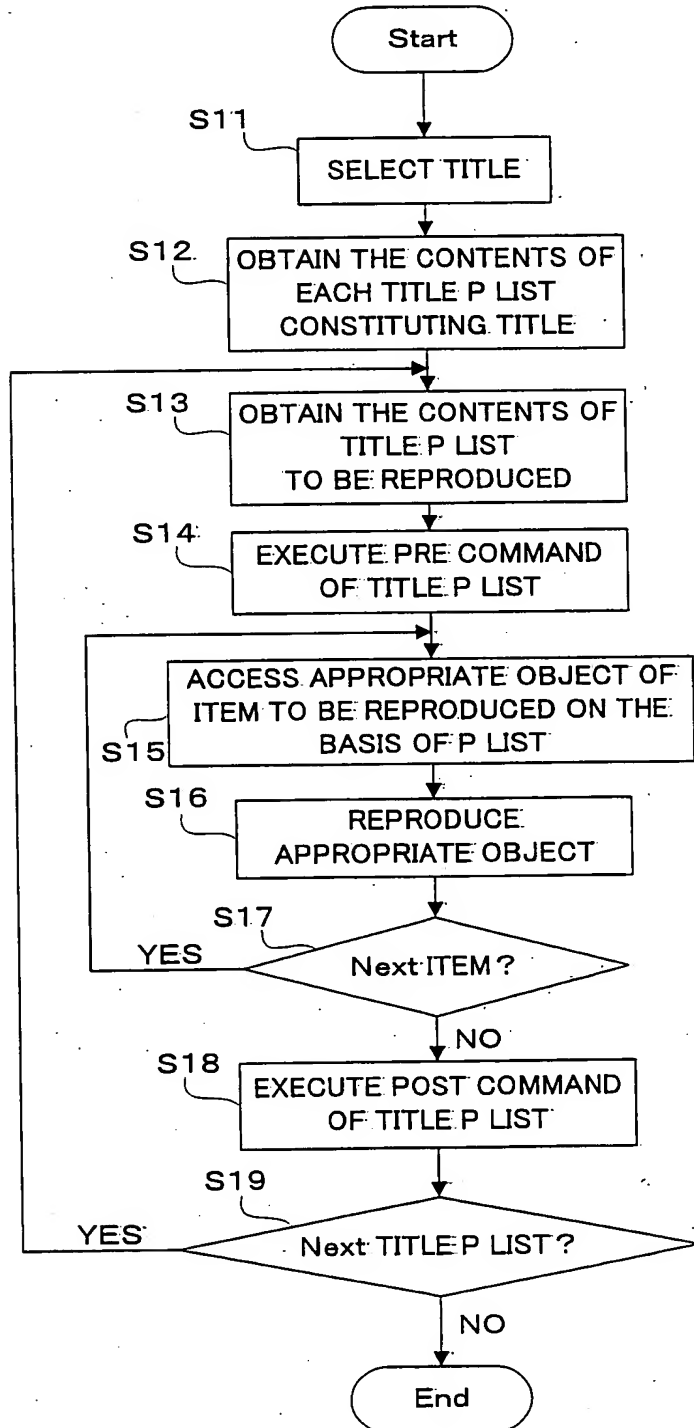 Start
S11
SELECT TITLE
S12
OBTAIN THE CONTENTS OF
EACH TITLE P LIST
CONSTITUTING TITLE
S13
OBTAIN THE CONTENTS OF
TITLE P LIST
TO BE REPRODUCED
S14
EXECUTE PRE COMMAND
OF TITLE P LIST
ACCESS APPROPRIATE OBJECT OF
ITEM TO BE REPRODUCED ON THE
BASIS OF P LIST
S15
S16
REPRODUCE
APPROPRIATE OBJECT
S17
YES
Next ITEM?
NO
S18
EXECUTE POST COMMAND
OF TITLE P LIST
S19
YES
Next TITLE P LIST?
NO
End